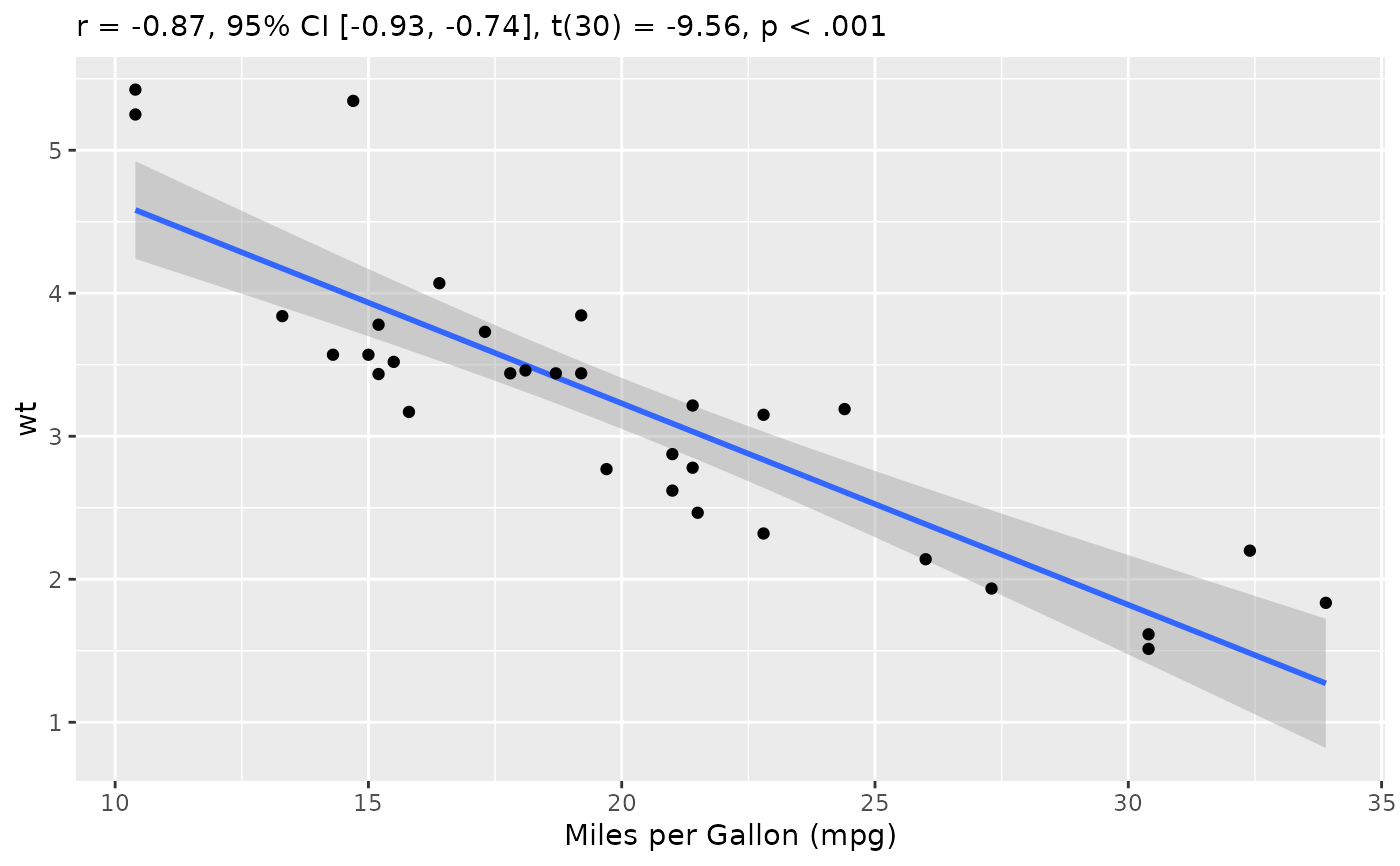 r = -0.87, 95% CI [-0.93, -0.74], t(30) = -9.56, p < .001
5
4
3
2
1
wt
10 15 20 25 30 35
Miles per Gallon (mpg)